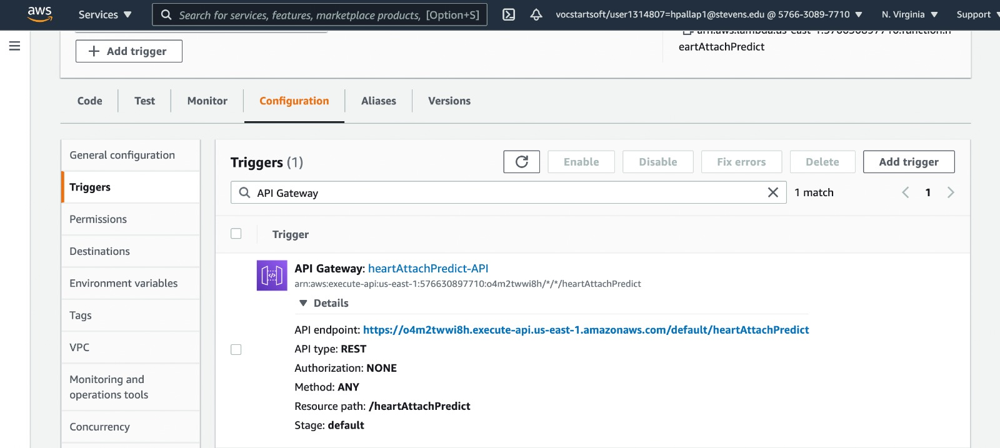 aws Services Search for services, features, marketplace products, [Option+S] vocstartsoft/user1314807=hpallap1@stevens.edu @ 5766-3089-7710 N. Virginia Support
+ Add trigger
eartAttachPredict
Code Test Monitor Configuration Aliases Versions
General configuration
Triggers
Permissions
Destinations
Environment variables
Tags
VPC
Monitoring and
operations tools
Concurrency
Triggers (1) Enable Disable Fix errors Delete Add trigger
API Gateway 1 match 1
Trigger
API Gateway: heartAttachPredict-API
arn:aws:execute-api:us-east-1:576630897710:o4m2twwi8h/*/*/heartAttachPredict
Details
API endpoint: https://o4m2twwi8h.execute-api.us-east-1.amazonaws.com/default/heartAttachPredict
API type: REST
Authorization: NONE
Method: ANY
Resource path: /heartAttachPredict
Stage: default